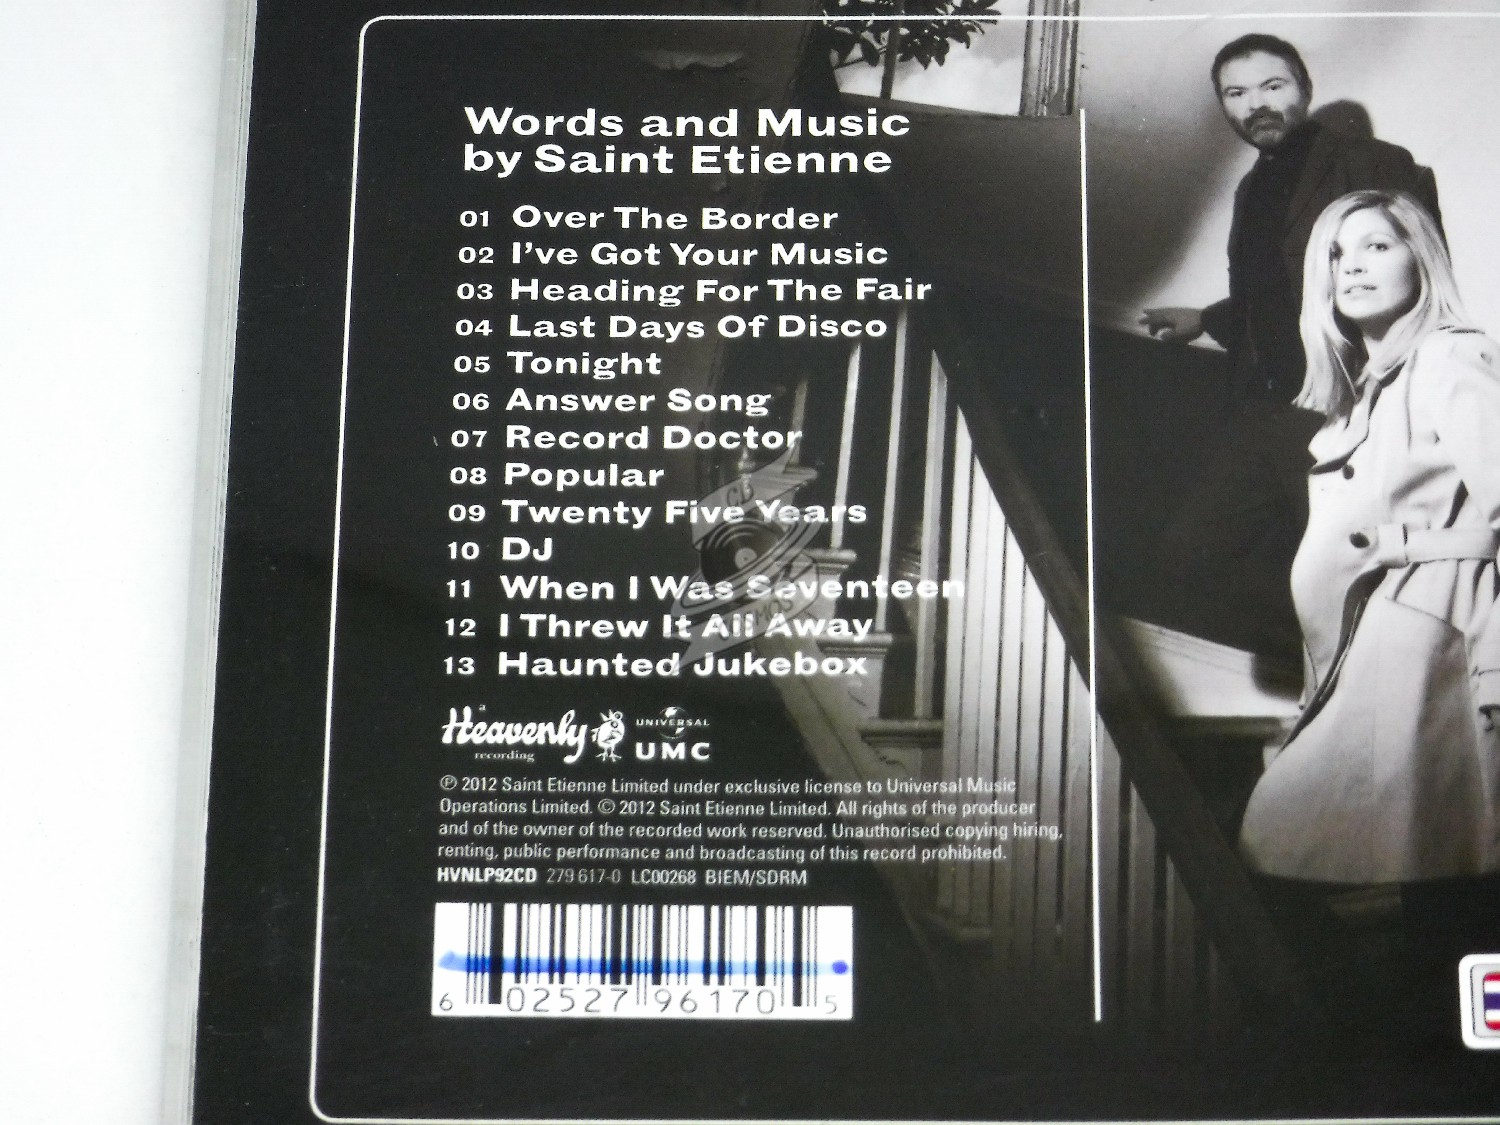 Words and Music
by Saint Etienne
01 Over The Border
02 I've Got Your Music
03 Heading For The Fair
04 Last Days Of Disco
05 Tonight
06 Answer Song
07 Record Doctor
08 Popular
09 Twenty Five Years
10 DJ
11 When I Was Seventeen
12 I Threw It All Away
13 Haunted Jukebox
a
Heavenly
recording
UNIVERSAL
UMC
℗ 2012 Saint Etienne Limited under exclusive license to Universal Music
Operations Limited. © 2012 Saint Etienne Limited. All rights of the producer
and of the owner of the recorded work reserved. Unauthorised copying hiring,
renting, public performance and broadcasting of this record prohibited.
HVNLP92CD 279 617-0 LC00268 BIEM/SDRM
6 02527 96170 5
CD
COSMOS